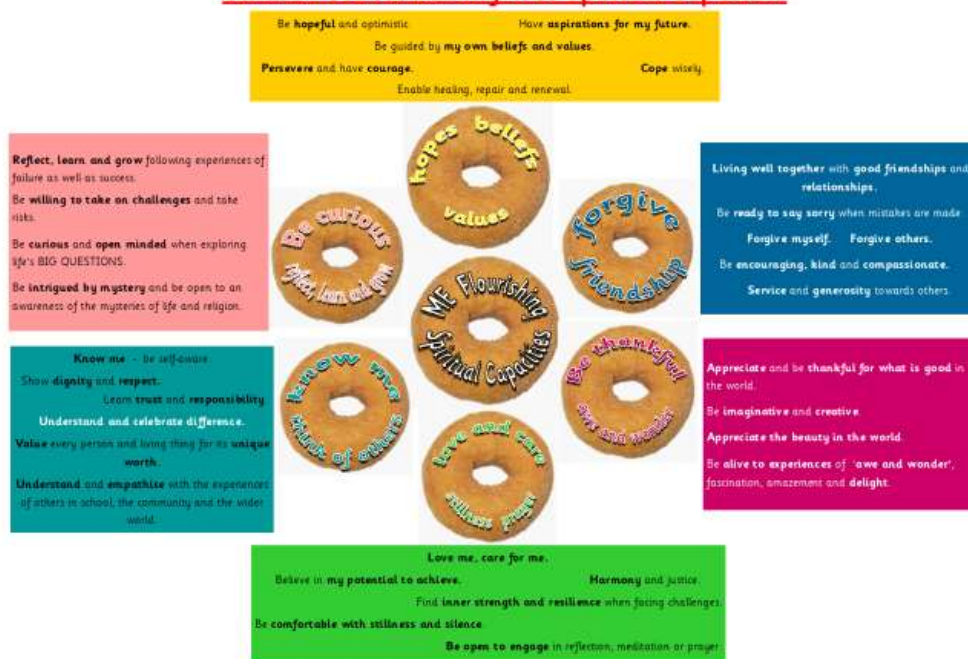 Be hopeful and optimistic. Have aspirations for my future.
Be guided by my own beliefs and values.
Persevere and have courage. Cope wisely.
Enable healing, repair and renewal.
hopes beliefs
values
Reflect, learn and grow following experiences of
failure as well as success.
Be willing to take on challenges and take
risks.
Be curious and open minded when exploring
life's BIG QUESTIONS.
Be intrigued by mystery and be open to an
awareness of the mysteries of life and religion.
Be curious
reflect, learn and grow
forgive
friendship
Living well together with good friendships and
relationships.
Be ready to say sorry when mistakes are made
Forgive myself. Forgive others.
Be encouraging, kind and compassionate.
Service and generosity towards others.
ME Flourishing
Spiritual Capacities
Know me - be self-aware
Show dignity and respect.
Learn trust and responsibility
Understand and celebrate difference.
Value every person and living thing for its unique
worth.
Understand and empathise with the experiences
of others in school, the community and the wider
world.
know me
think of others
Be thankful
awe and wonder
Appreciate and be thankful for what is good in
the world.
Be imaginative and creative.
Appreciate the beauty in the world.
Be alive to experiences of 'awe and wonder',
fascination, amazement and delight.
love and care
stillness prayer
Love me, care for me.
Believe in my potential to achieve. Harmony and justice.
Find inner strength and resilience when facing challenges.
Be comfortable with stillness and silence.
Be open to engage in reflection, meditation or prayer.